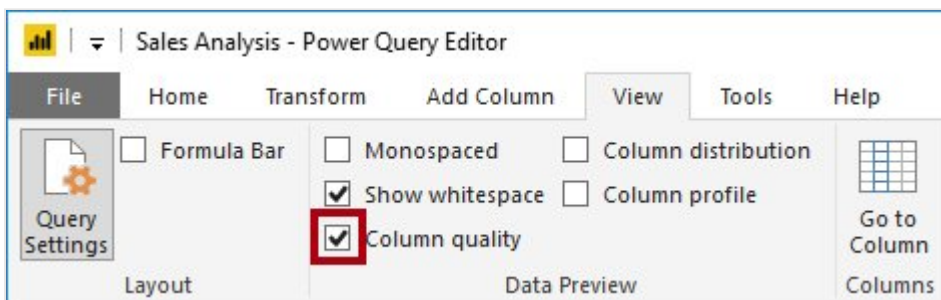 Sales Analysis - Power Query Editor
File Home Transform Add Column View Tools Help
Formula Bar Monospaced Column distribution
Show whitespace Column profile
Query Settings Column quality Go to Column
Layout Data Preview Columns